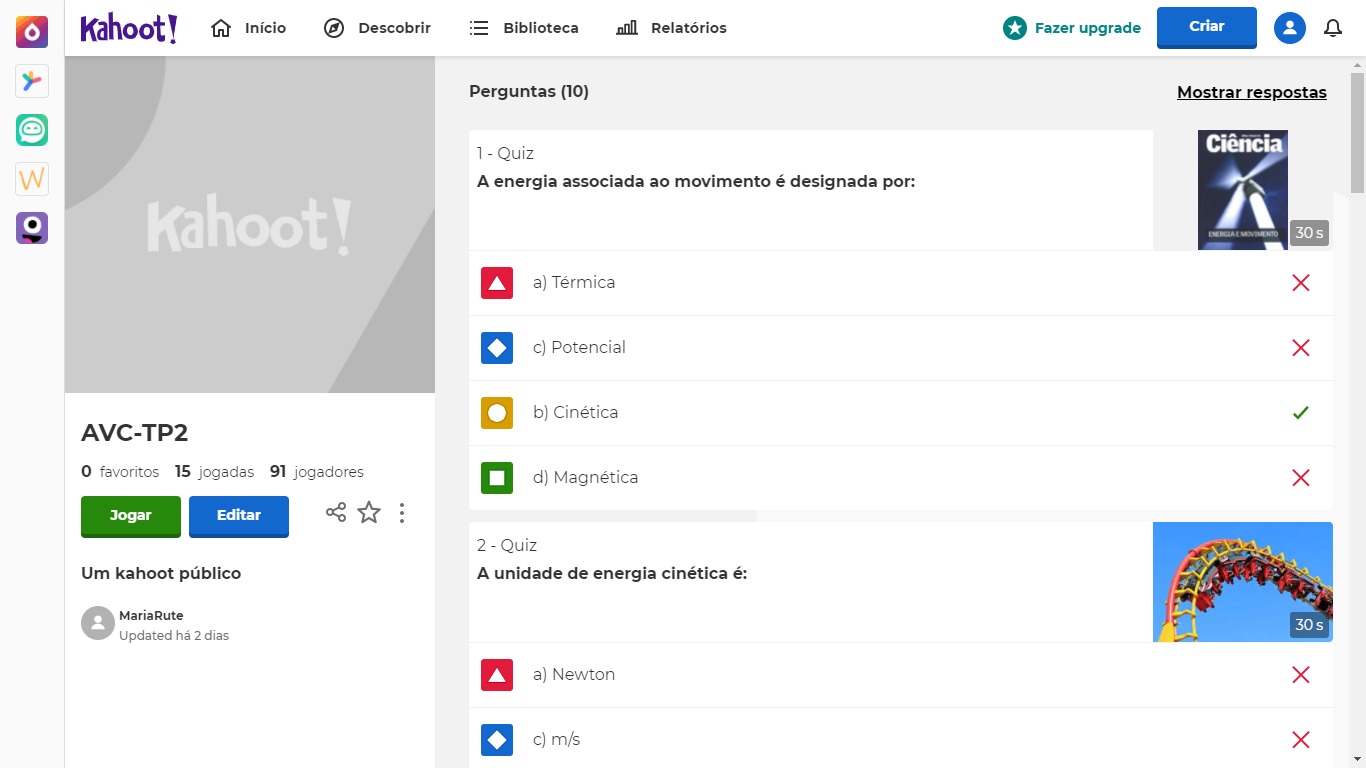 Kahoot!
Início
Descobrir
Biblioteca
Relatórios
Fazer upgrade
Criar
W
Kahoot!
AVC-TP2
0 favoritos 15 jogadas 91 jogadores
Jogar
Editar
Um kahoot público
MariaRute
Updated há 2 dias
Perguntas (10)
Mostrar respostas
1 - Quiz
A energia associada ao movimento é designada por:
Ciência
ENERGIA E MOVIMENTO
30 s
a) Térmica
c) Potencial
b) Cinética
d) Magnética
2 - Quiz
A unidade de energia cinética é:
30 s
a) Newton
c) m/s